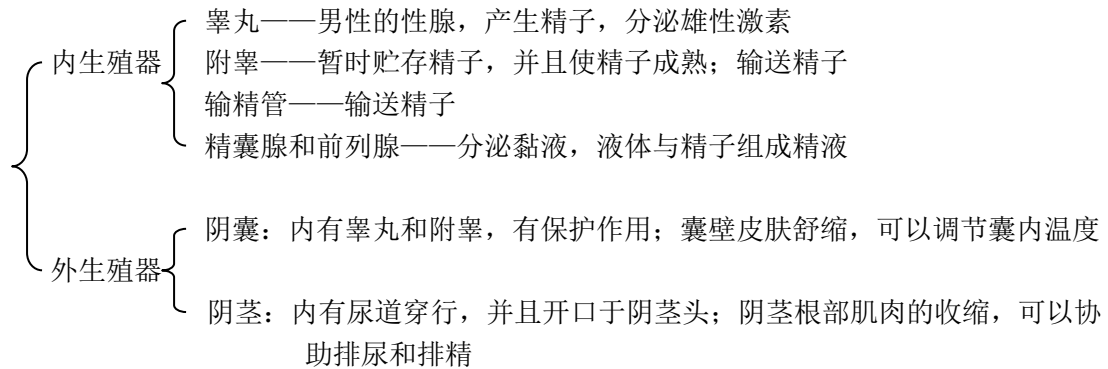 睾丸——男性的性腺，产生精子，分泌雄性激素
内生殖器
附睾——暂时贮存精子，并且使精子成熟；输送精子
输精管——输送精子
精囊腺和前列腺——分泌黏液，液体与精子组成精液
阴囊：内有睾丸和附睾，有保护作用；囊壁皮肤舒缩，可以调节囊内温度
外生殖器
阴茎：内有尿道穿行，并且开口于阴茎头；阴茎根部肌肉的收缩，可以协
助排尿和排精